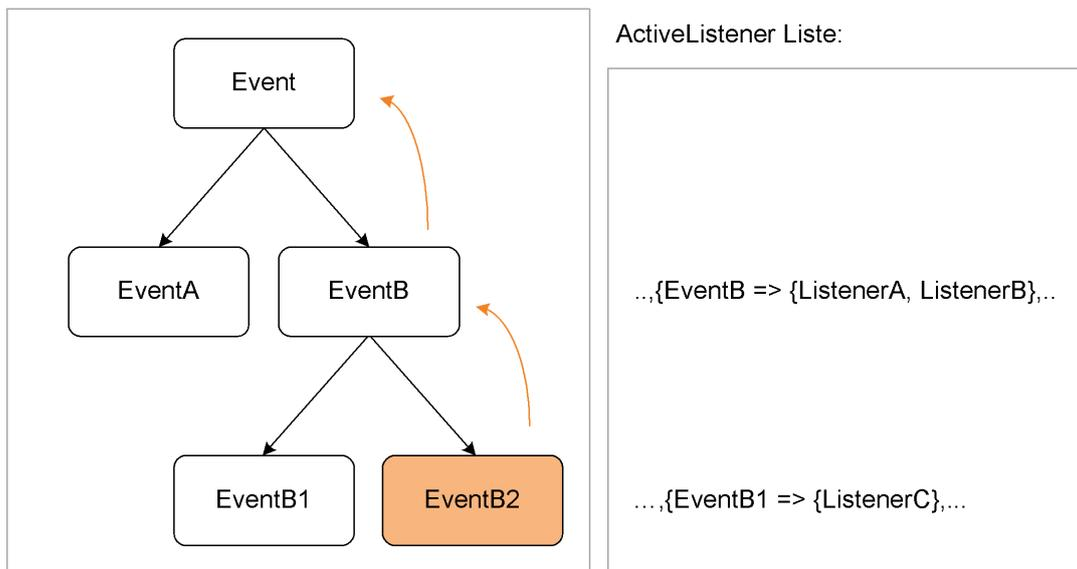 ActiveListener Liste:
Event
EventA
EventB
..,{EventB => {ListenerA, ListenerB},..
EventB1
EventB2
...,{EventB1 => {ListenerC},...